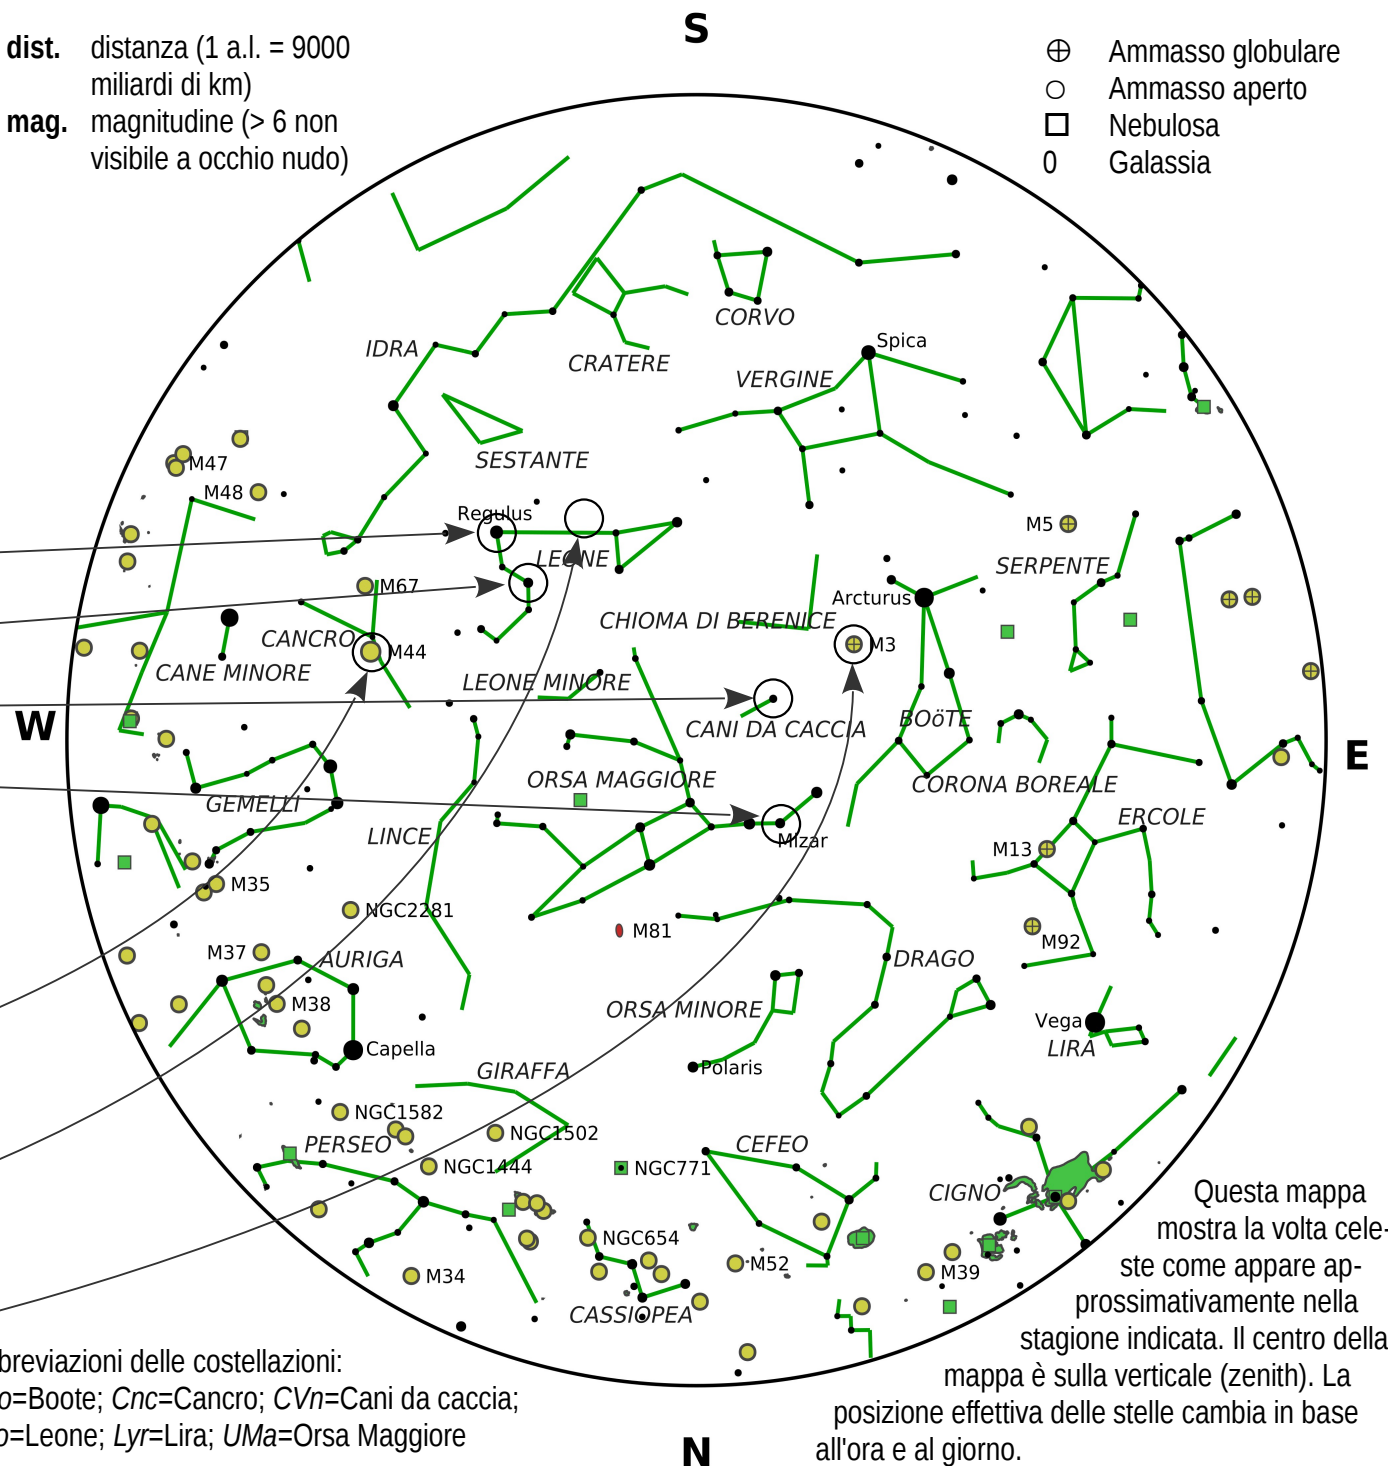 S
dist. distanza (1 a.l. = 9000
miliardi di km)
mag. magnitudine (> 6 non
visibile a occhio nudo)
Ammasso globulare
Ammasso aperto
Nebulosa
0 Galassia
CORVO
IDRA
CRATERE
Spica
VERGINE
SESTANTE
M47
M48
Regulus
M5
LEONE
SERPENTE
M67
Arcturus
CHIOMA DI BERENICE
CANCRO
M44
M3
CANE MINORE
LEONE MINORE
W
CANI DA CACCIA
BOöTE
E
ORSA MAGGIORE
CORONA BOREALE
GEMELLI
ERCOLE
LINCE
Mizar
M13
M35
NGC2281
M81
M92
M37
AURIGA
DRAGO
M38
ORSA MINORE
Vega
LIRA
Capella
Polaris
GIRAFFA
NGC1582
PERSEO
NGC1502
CEFEO
NGC1444
NGC771
CIGNO
NGC654
M52
M39
M34
CASSIOPEA
Questa mappa
mostra la volta cele-
ste come appare ap-
prossimativamente nella
stagione indicata. Il centro della
mappa è sulla verticale (zenith). La
posizione effettiva delle stelle cambia in base
all'ora e al giorno.
breviazioni delle costellazioni:
o=Boote; Cnc=Cancro; CVn=Cani da caccia;
o=Leone; Lyr=Lira; UMa=Orsa Maggiore
N